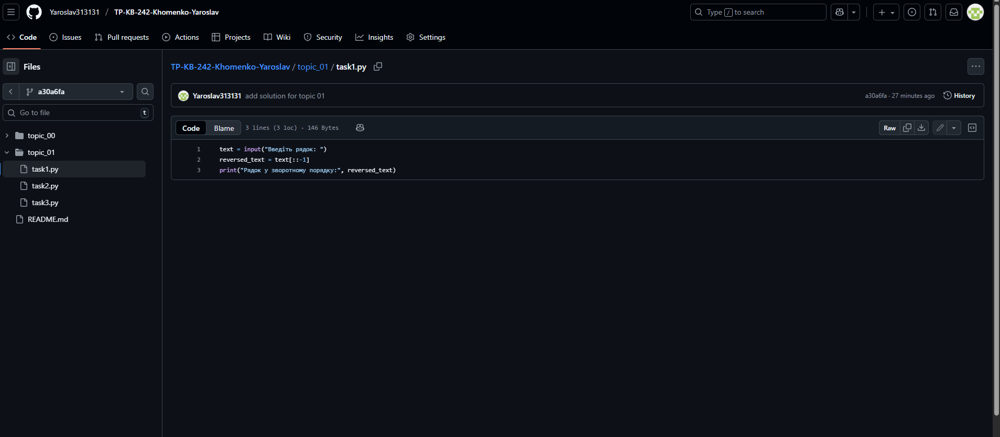 Yaroslav313131 / TP-KB-242-Khomenko-Yaroslav
Type / to search
Code
Issues
Pull requests
Actions
Projects
Wiki
Security
Insights
Settings
Files
a30a6fa
Go to file
t
topic_00
topic_01
task1.py
task2.py
task3.py
README.md
TP-KB-242-Khomenko-Yaroslav / topic_01 / task1.py
Yaroslav313131 add solution for topic 01
a30a6fa · 27 minutes ago
History
Code
Blame
3 lines (3 loc) · 146 Bytes
Raw
1 text = input("Введіть рядок: ")
2 reversed_text = text[::-1]
3 print("Рядок у зворотному порядку:", reversed_text)